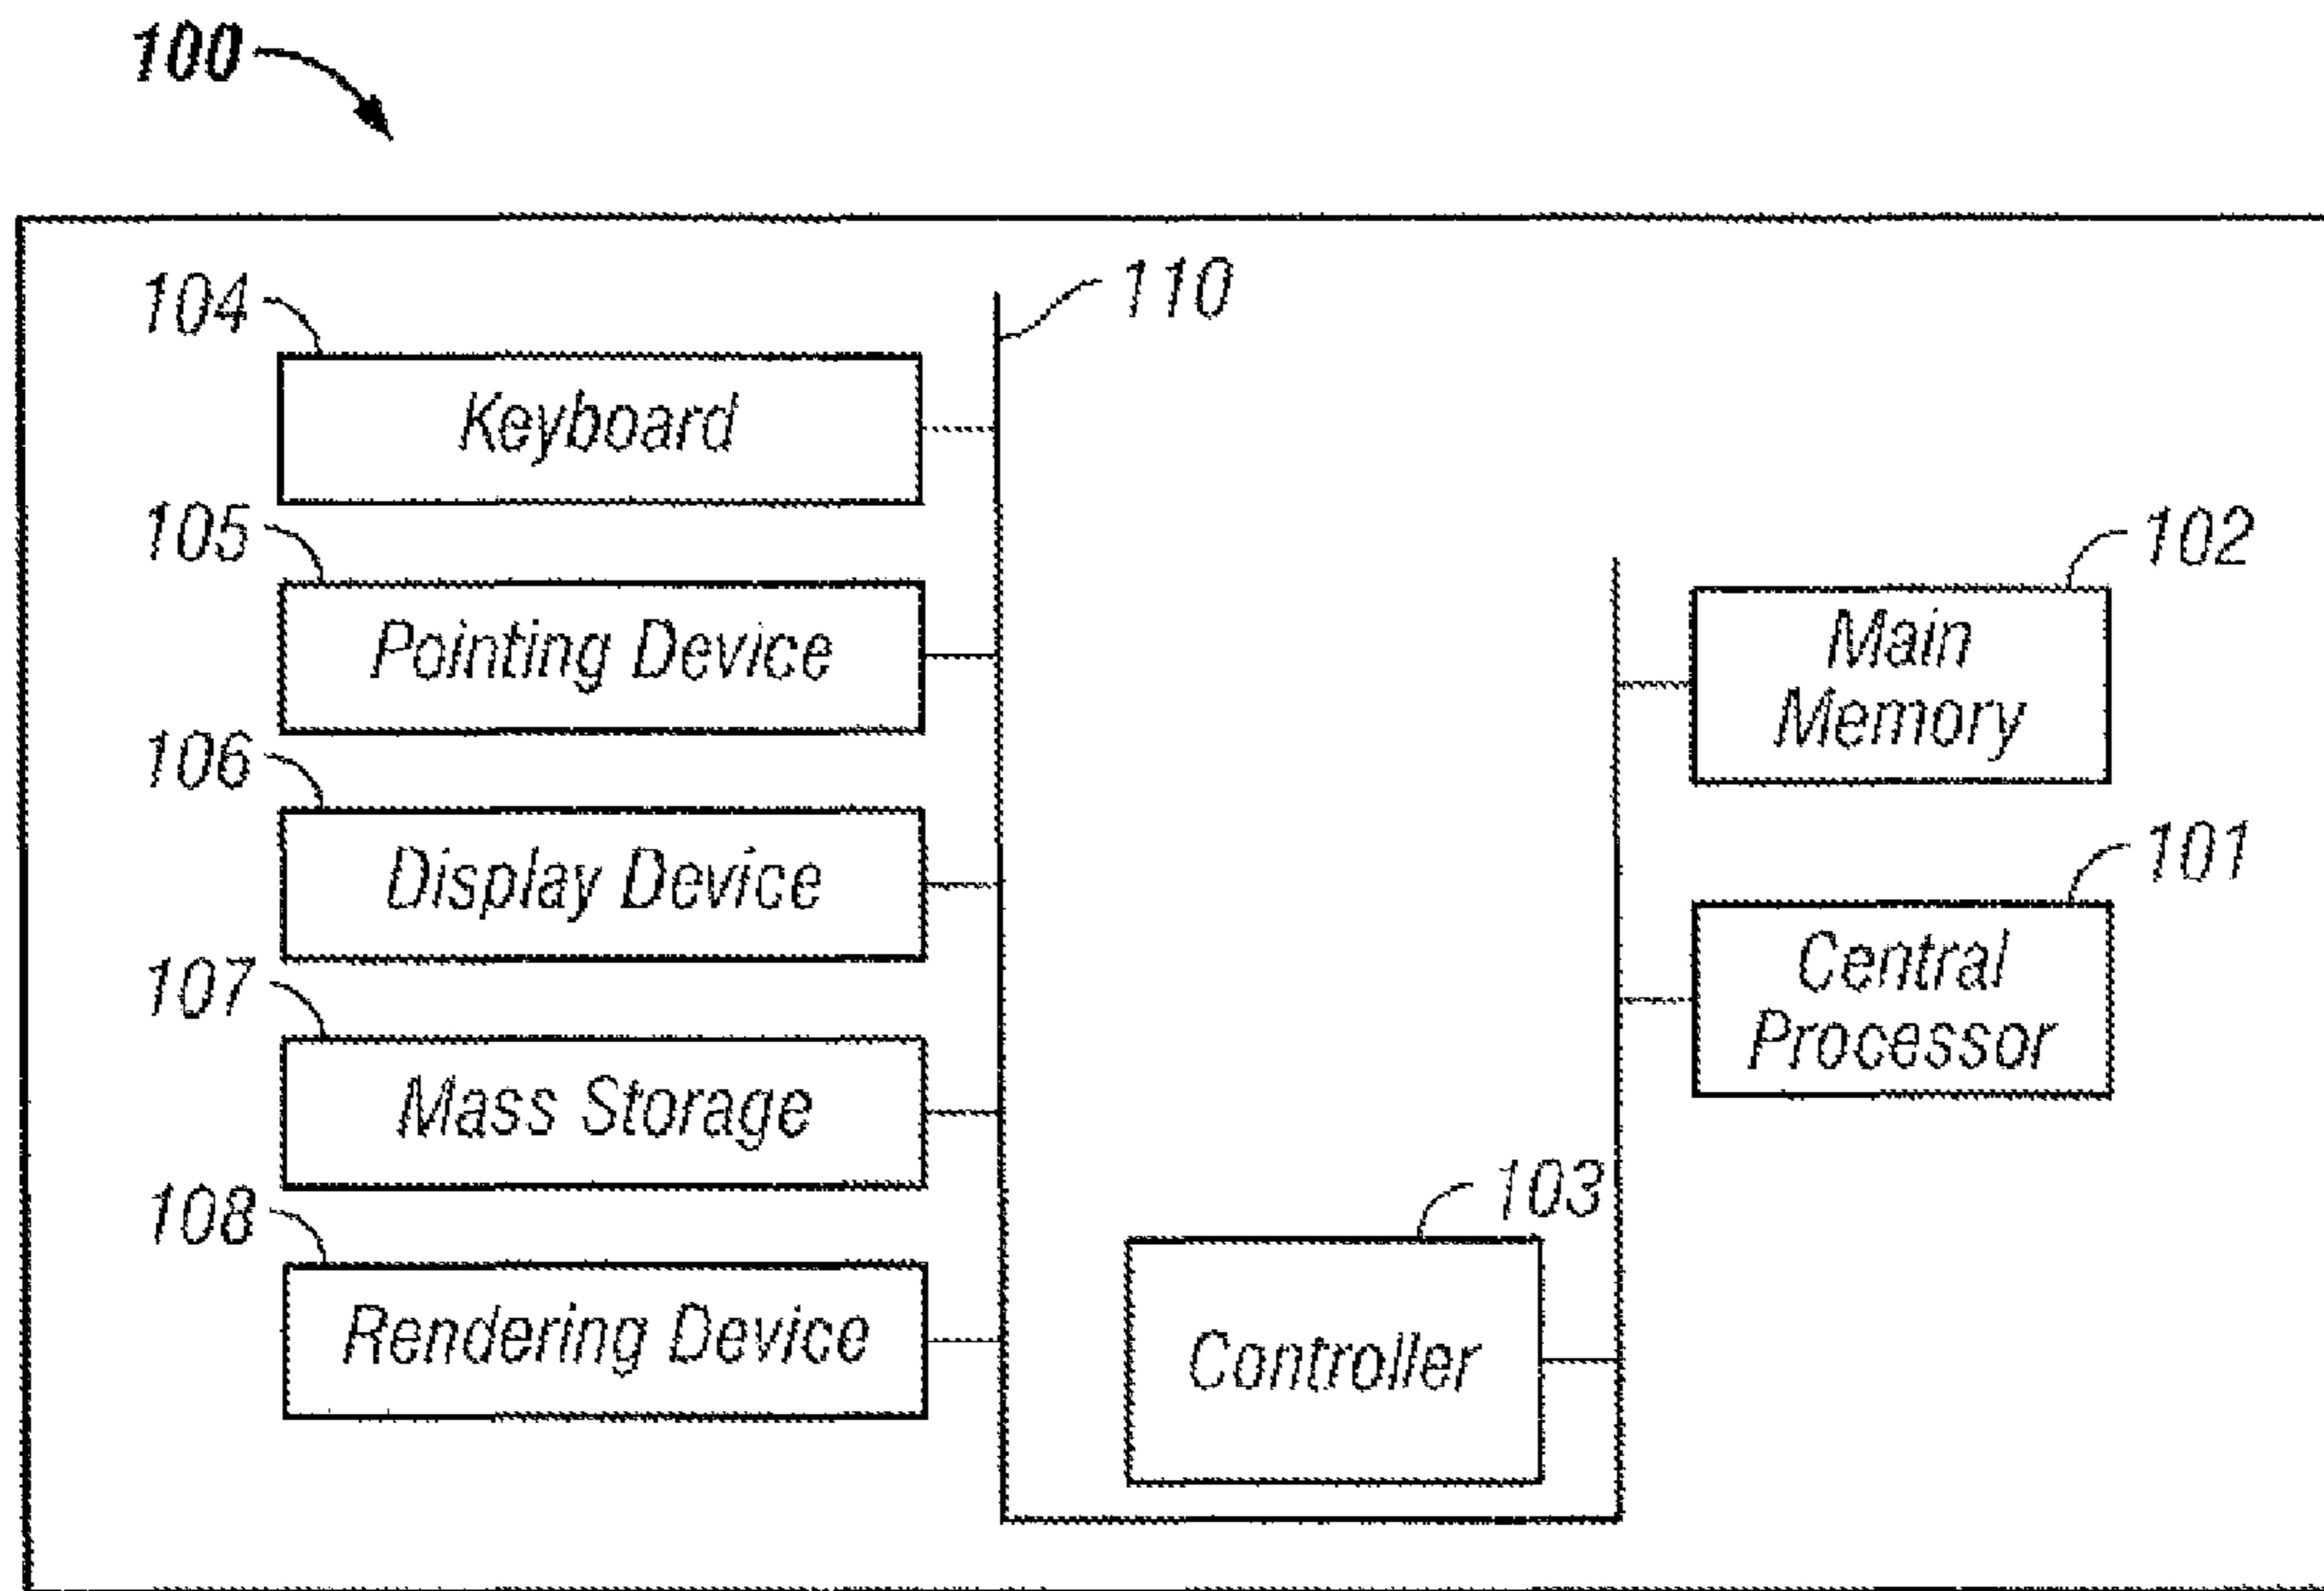 100
104
110
Keyboard
105
Pointing Device
102
Main
Memory
106
Display Device
101
Central
Processor
107
Mass Storage
103
108
Rendering Device
Controller